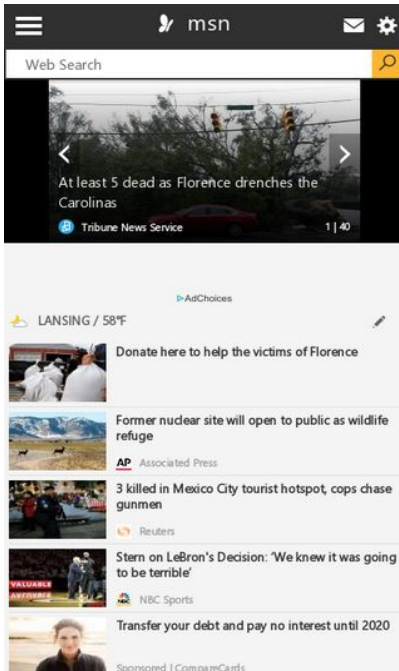 msn
Web Search
At least 5 dead as Florence drenches the
Carolinas
Tribune News Service
1 | 40
AdChoices
LANSING / 58°F
Donate here to help the victims of Florence
Former nuclear site will open to public as wildlife
refuge
AP Associated Press
3 killed in Mexico City tourist hotspot, cops chase
gunmen
Reuters
Stern on LeBron's Decision: 'We knew it was going
to be terrible'
VALUABLE
NBC Sports
Transfer your debt and pay no interest until 2020
Sponsored | CompareCards